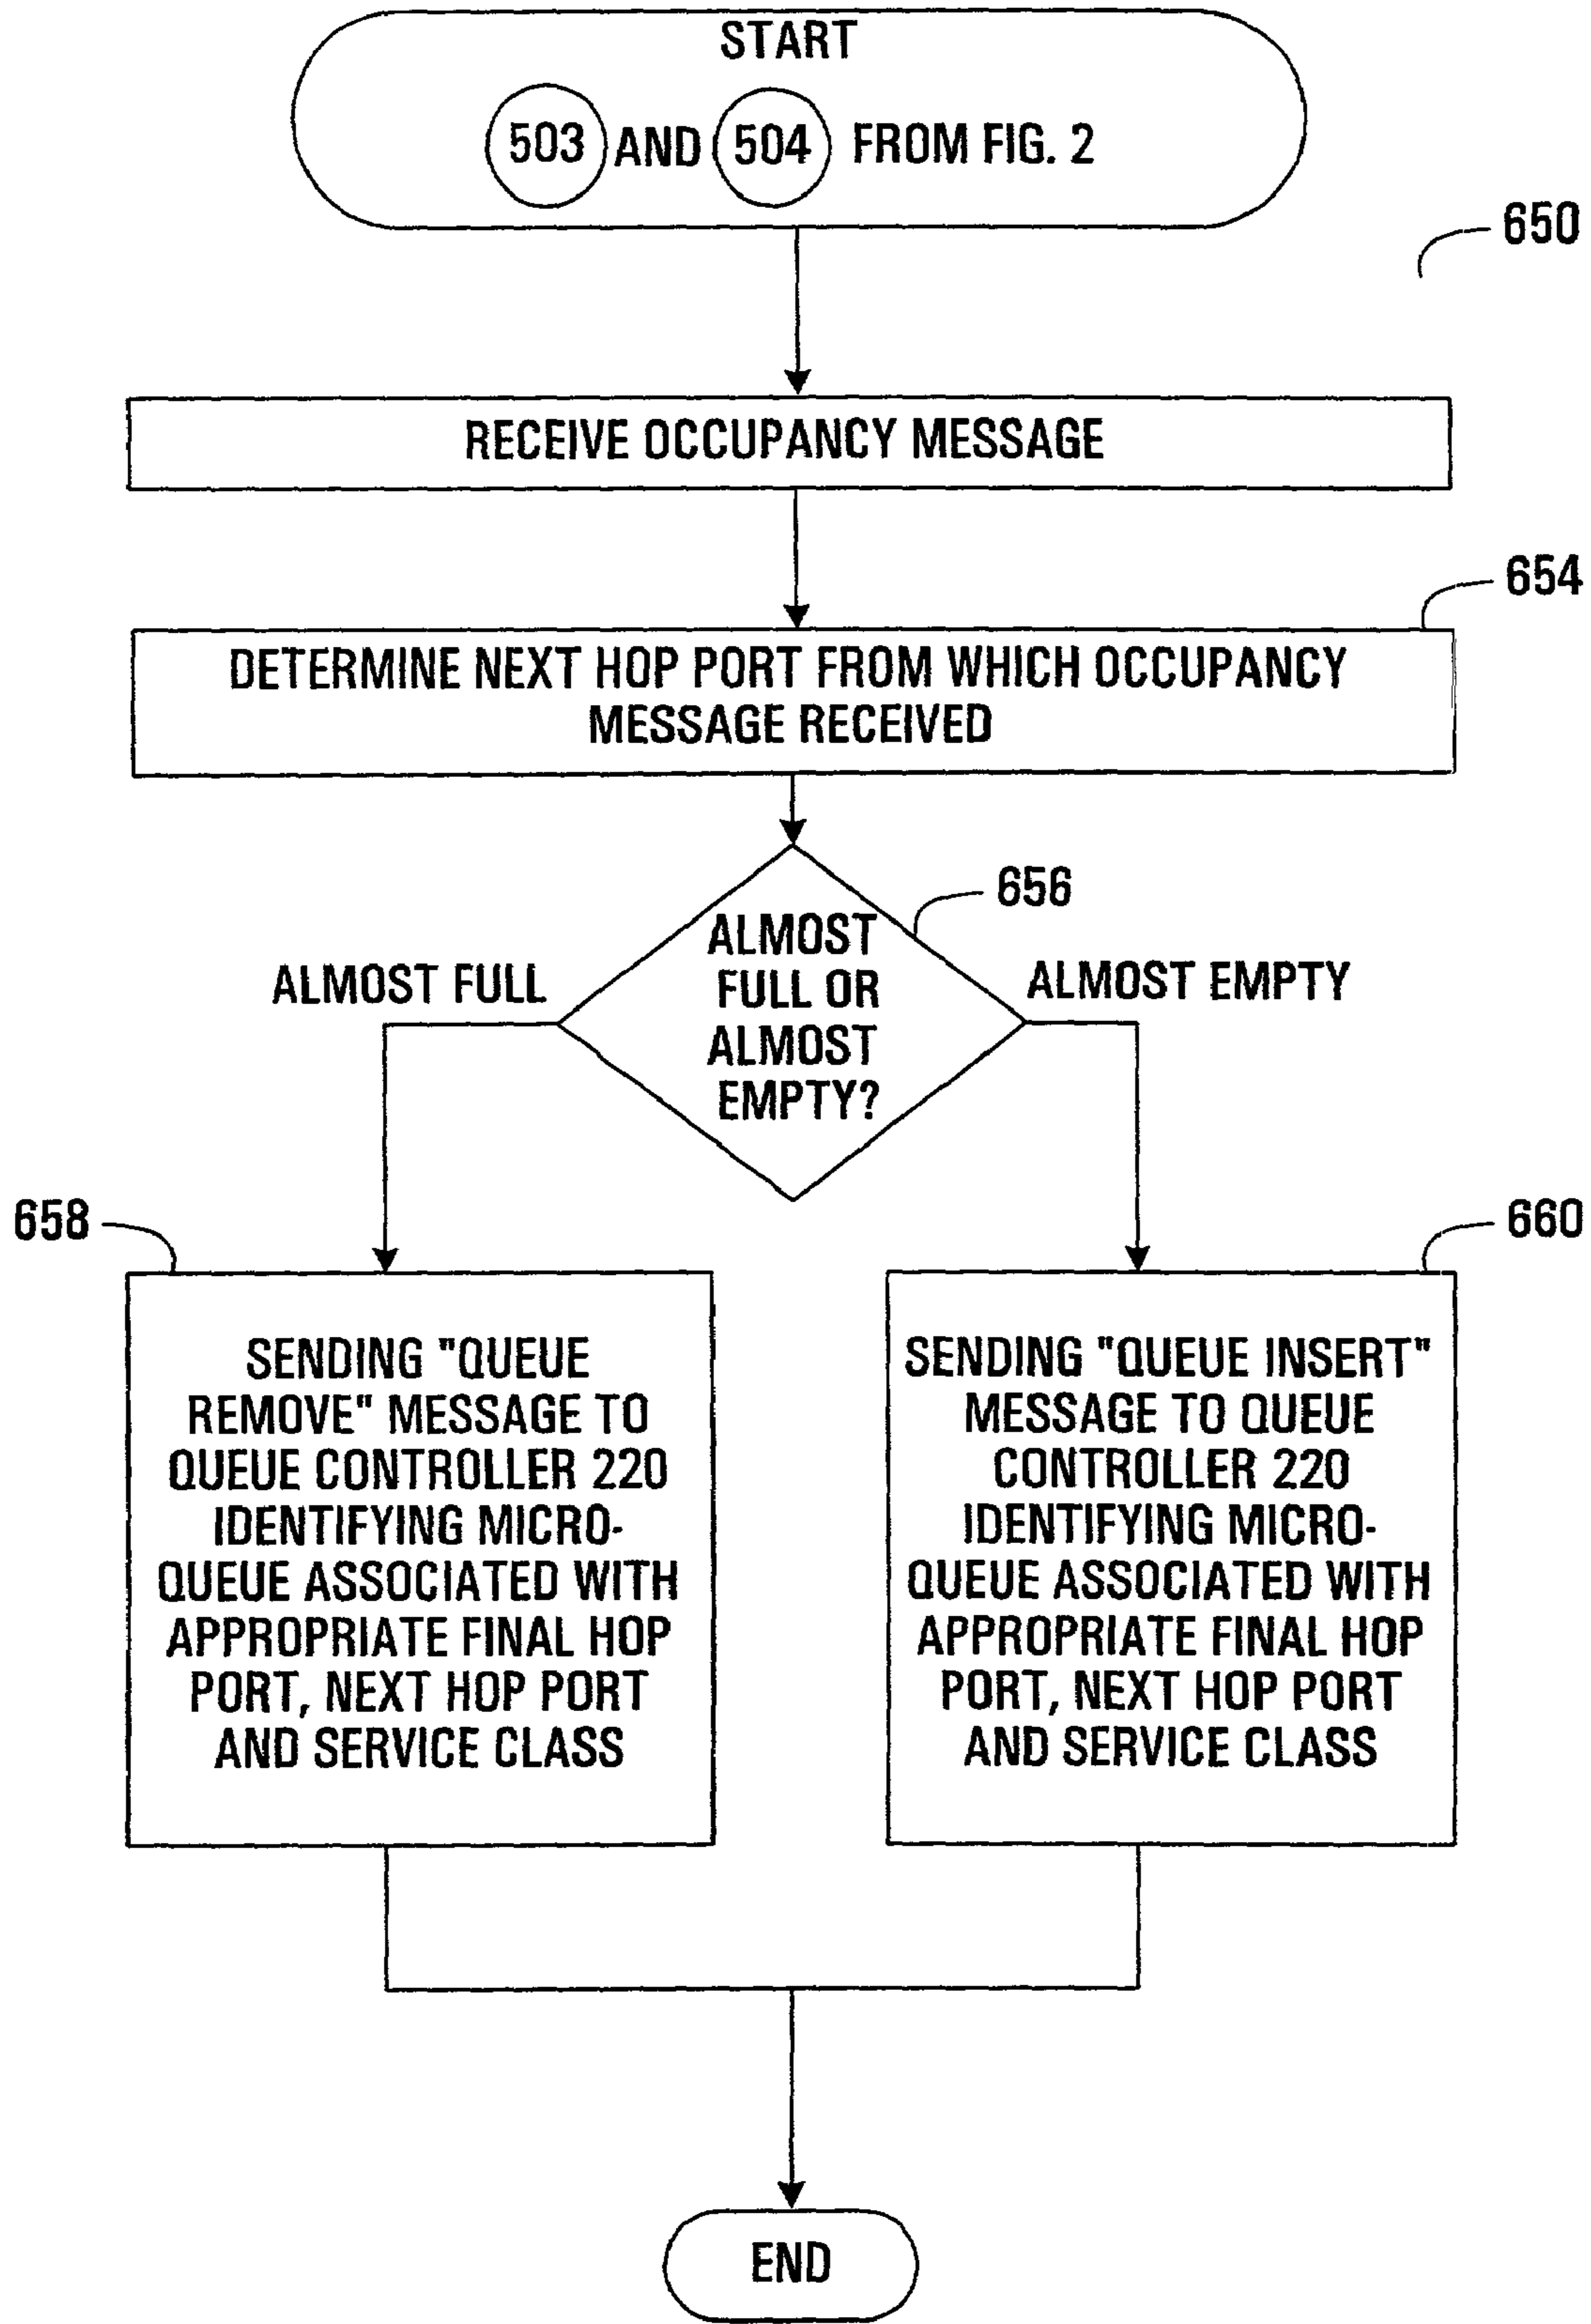 START
503 AND 504 FROM FIG. 2
650
RECEIVE OCCUPANCY MESSAGE
654
DETERMINE NEXT HOP PORT FROM WHICH OCCUPANCY
MESSAGE RECEIVED
656
ALMOST
FULL OR
ALMOST
EMPTY?
ALMOST FULL
ALMOST EMPTY
658
SENDING "QUEUE
REMOVE" MESSAGE TO
QUEUE CONTROLLER 220
IDENTIFYING MICRO-
QUEUE ASSOCIATED WITH
APPROPRIATE FINAL HOP
PORT, NEXT HOP PORT
AND SERVICE CLASS
660
SENDING "QUEUE INSERT"
MESSAGE TO QUEUE
CONTROLLER 220
IDENTIFYING MICRO-
QUEUE ASSOCIATED WITH
APPROPRIATE FINAL HOP
PORT, NEXT HOP PORT
AND SERVICE CLASS
END